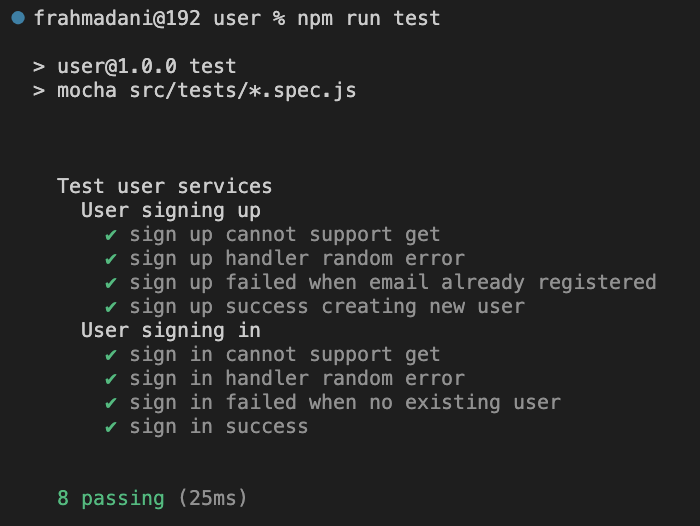 frahmadani@192 user % npm run test
> user@1.0.0 test
> mocha src/tests/*.spec.js
Test user services
User signing up
✔ sign up cannot support get
✔ sign up handler random error
✔ sign up failed when email already registered
✔ sign up success creating new user
User signing in
✔ sign in cannot support get
✔ sign in handler random error
✔ sign in failed when no existing user
✔ sign in success
8 passing (25ms)